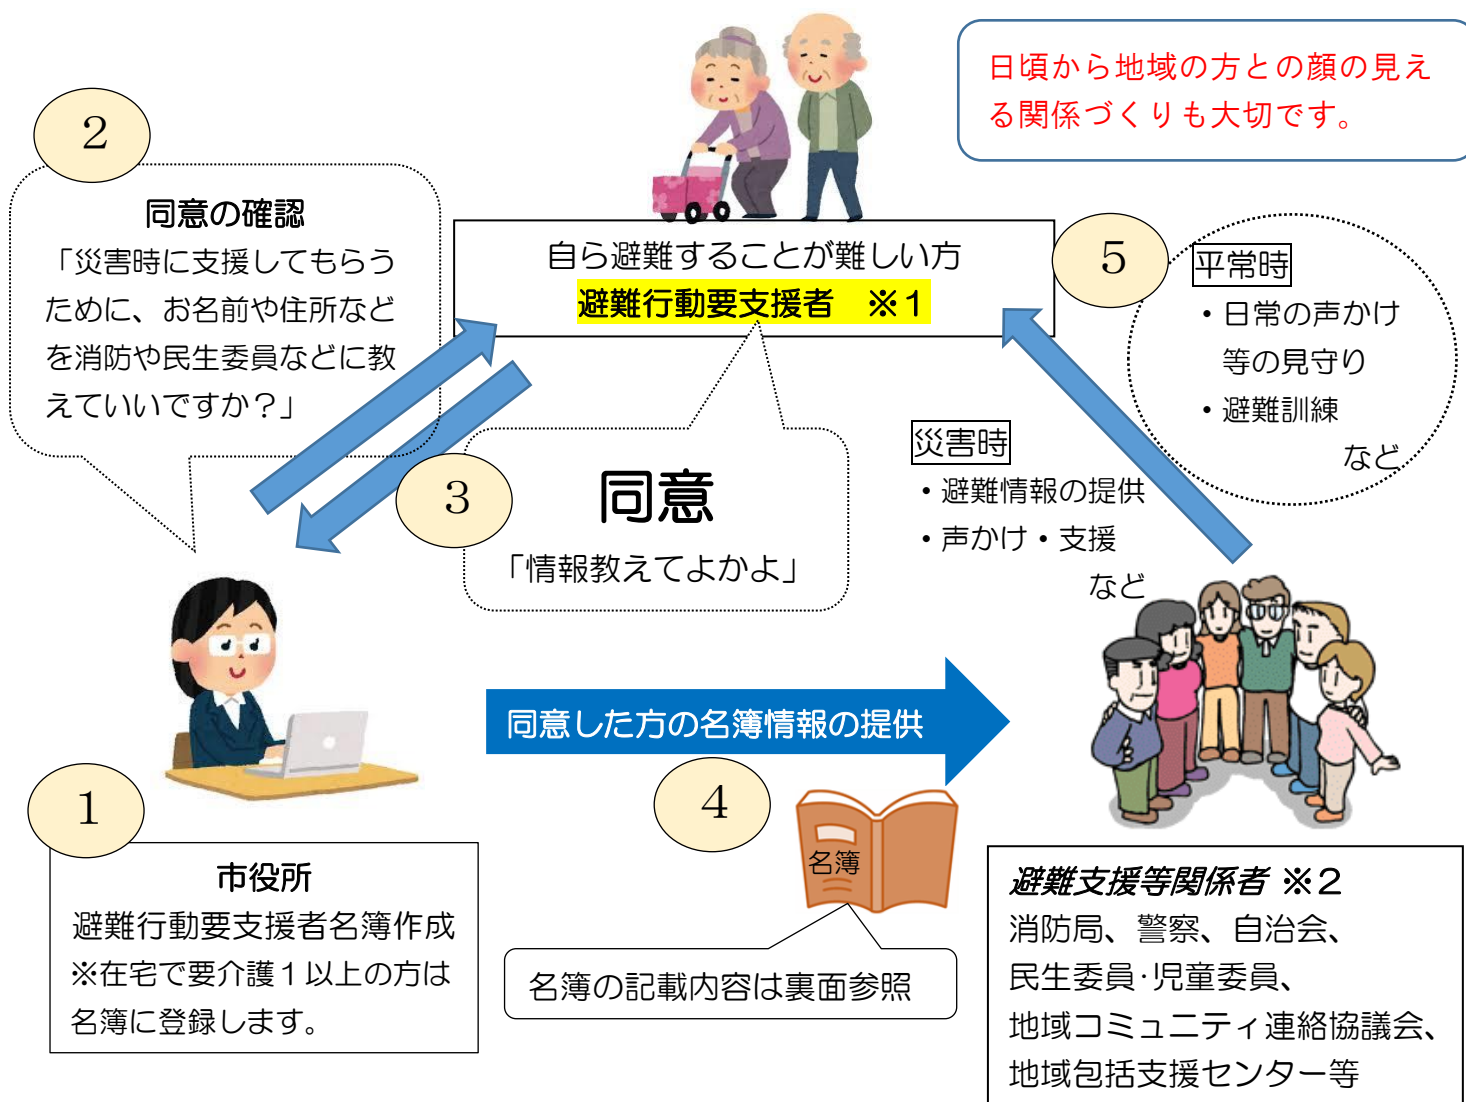 日頃から地域の方との顔の見え
る関係づくりも大切です。
2
同意の確認
「災害時に支援してもらう
ために、お名前や住所など
を消防や民生委員などに教
えていいですか？」
自ら避難することが難しい方
避難行動要支援者　※１
5
平常時
・日常の声かけ
等の見守り
・避難訓練
など
災害時
・避難情報の提供
・声かけ・支援
など
3
同意
「情報教えてよかよ」
同意した方の名簿情報の提供
1
市役所
避難行動要支援者名簿作成
※在宅で要介護１以上の方は
名簿に登録します。
4
名簿
名簿の記載内容は裏面参照
避難支援等関係者 ※２
消防局、警察、自治会、
民生委員･児童委員、
地域コミュニティ連絡協議会、
地域包括支援センター等